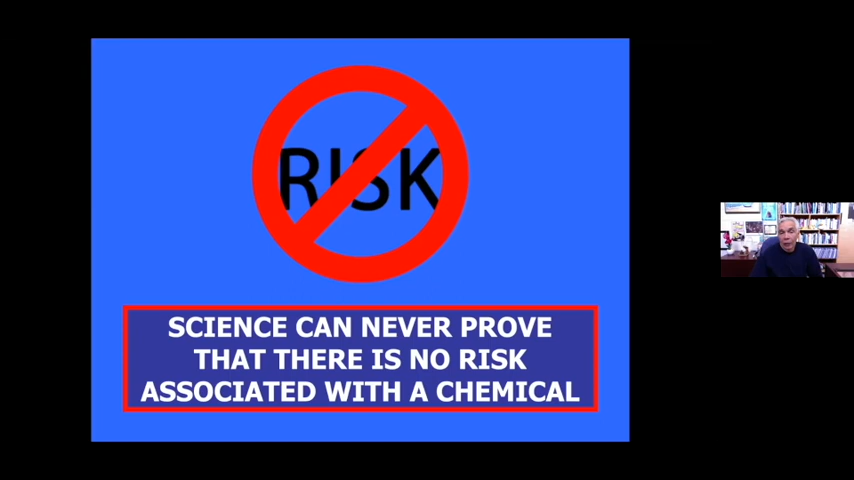 RISK
SCIENCE CAN NEVER PROVE
THAT THERE IS NO RISK
ASSOCIATED WITH A CHEMICAL